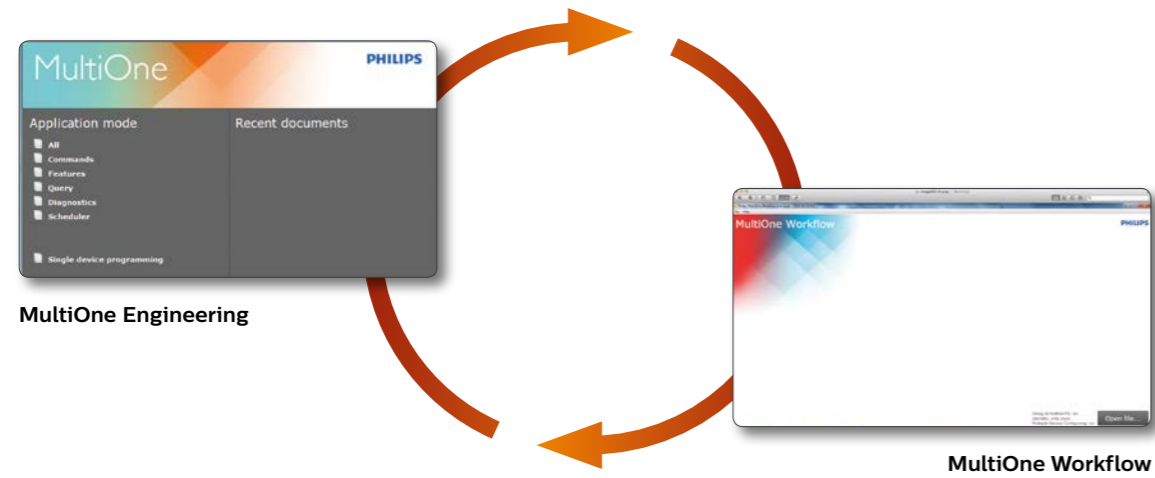 MultiOne
PHILIPS
Application mode
Recent documents
All
Commands
Features
Query
Diagnostics
Scheduler
Single device programming
MultiOne Engineering
MultiOne Workflow
PHILIPS
Open file...
MultiOne Workflow